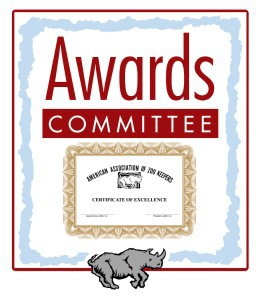 Awards
COMMITTEE
AMERICAN ASSOCIATION OF ZOO KEEPERS
CERTIFICATE OF EXCELLENCE